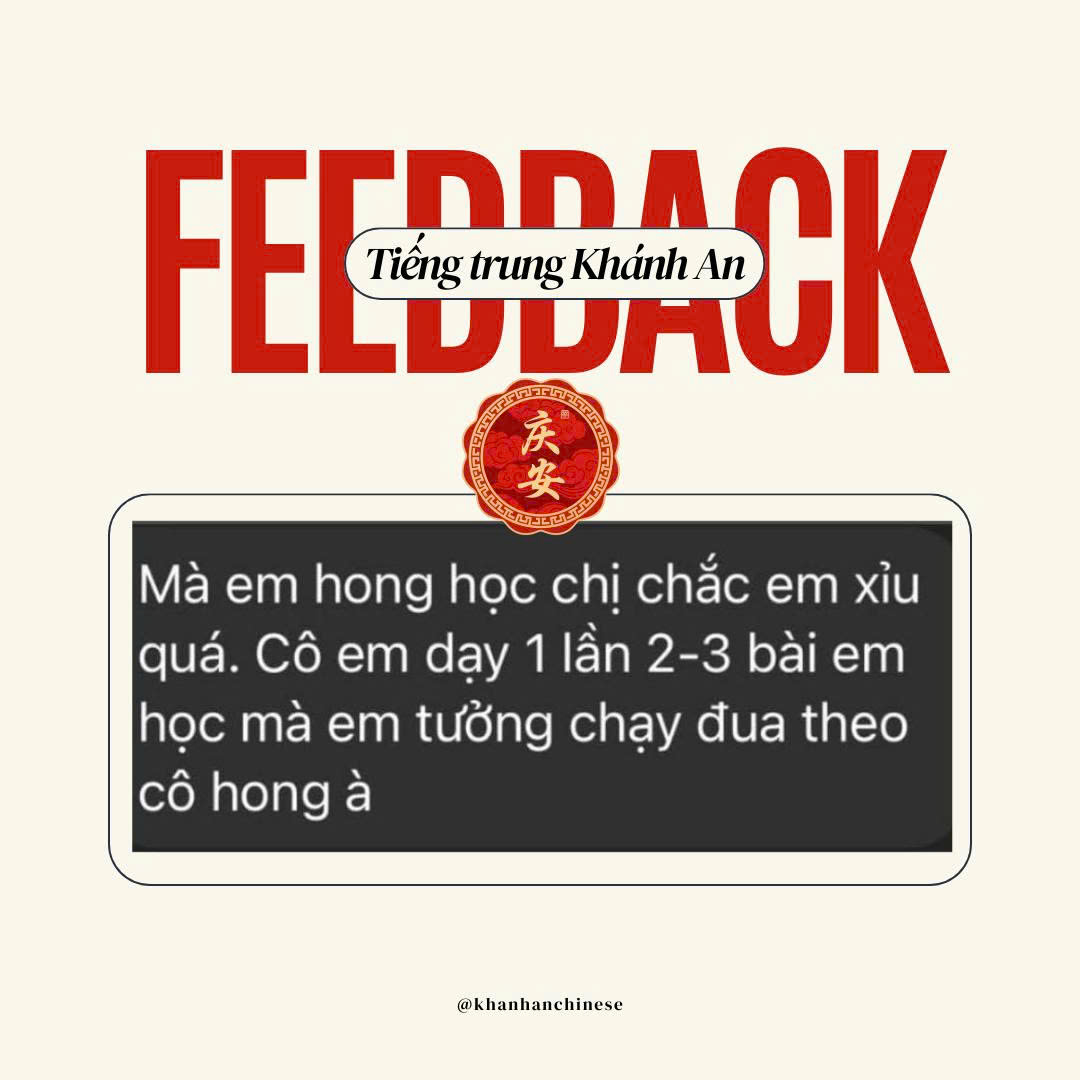 FEEDBACK
Tiếng trung Khánh An
庆
安
Mà em hong học chị chắc em xỉu
quá. Cô em dạy 1 lần 2-3 bài em
học mà em tưởng chạy đua theo
cô hong à
@khanhanchinese